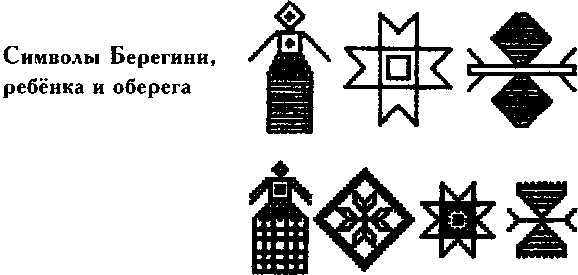 Символы Берегини,
ребёнка и оберега